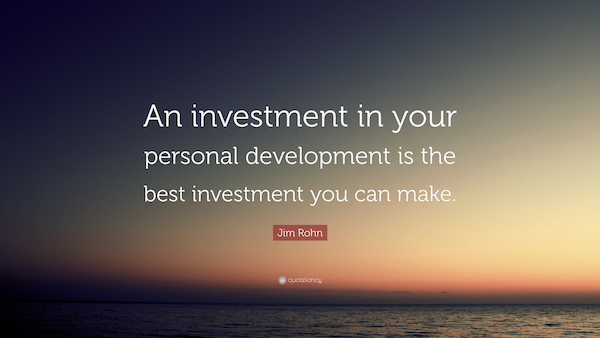 An investment in your
personal development is the
best investment you can make.
Jim Rohn
quotefancy